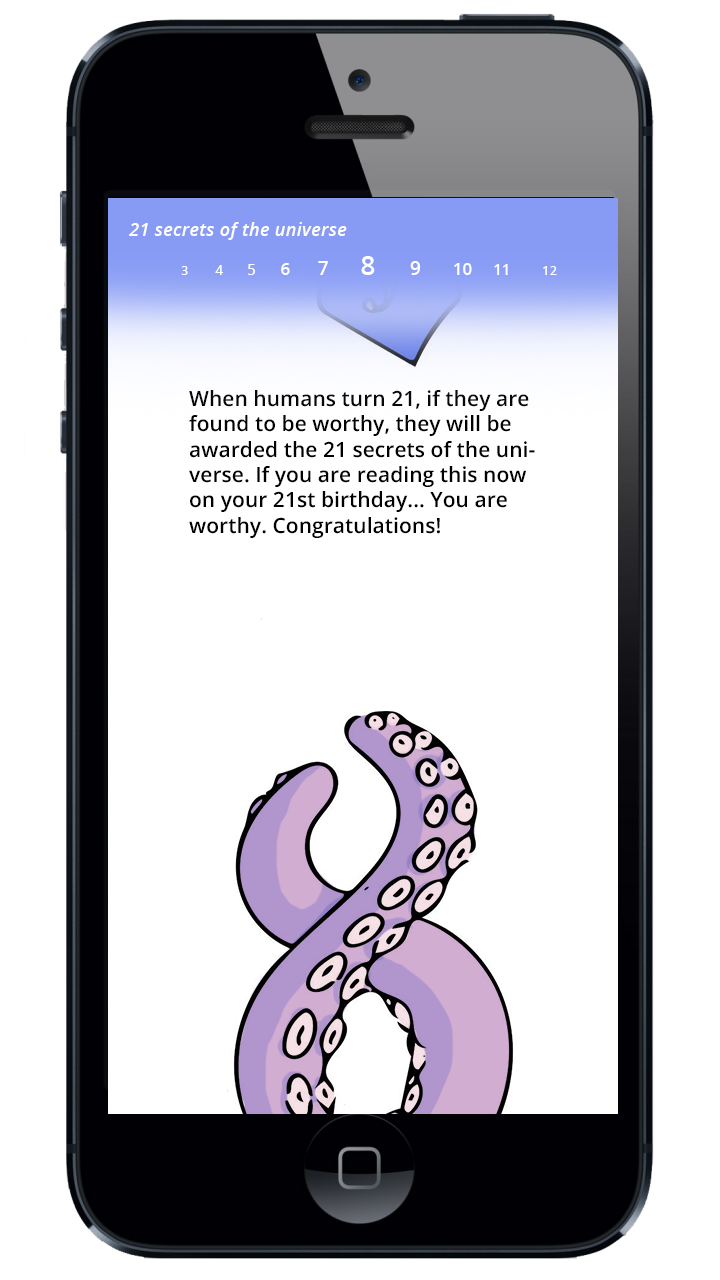 21 secrets of the universe
3 4 5 6 7 8 9 10 11 12
When humans turn 21, if they are
found to be worthy, they will be
awarded the 21 secrets of the uni-
verse. If you are reading this now
on your 21st birthday... You are
worthy. Congratulations!